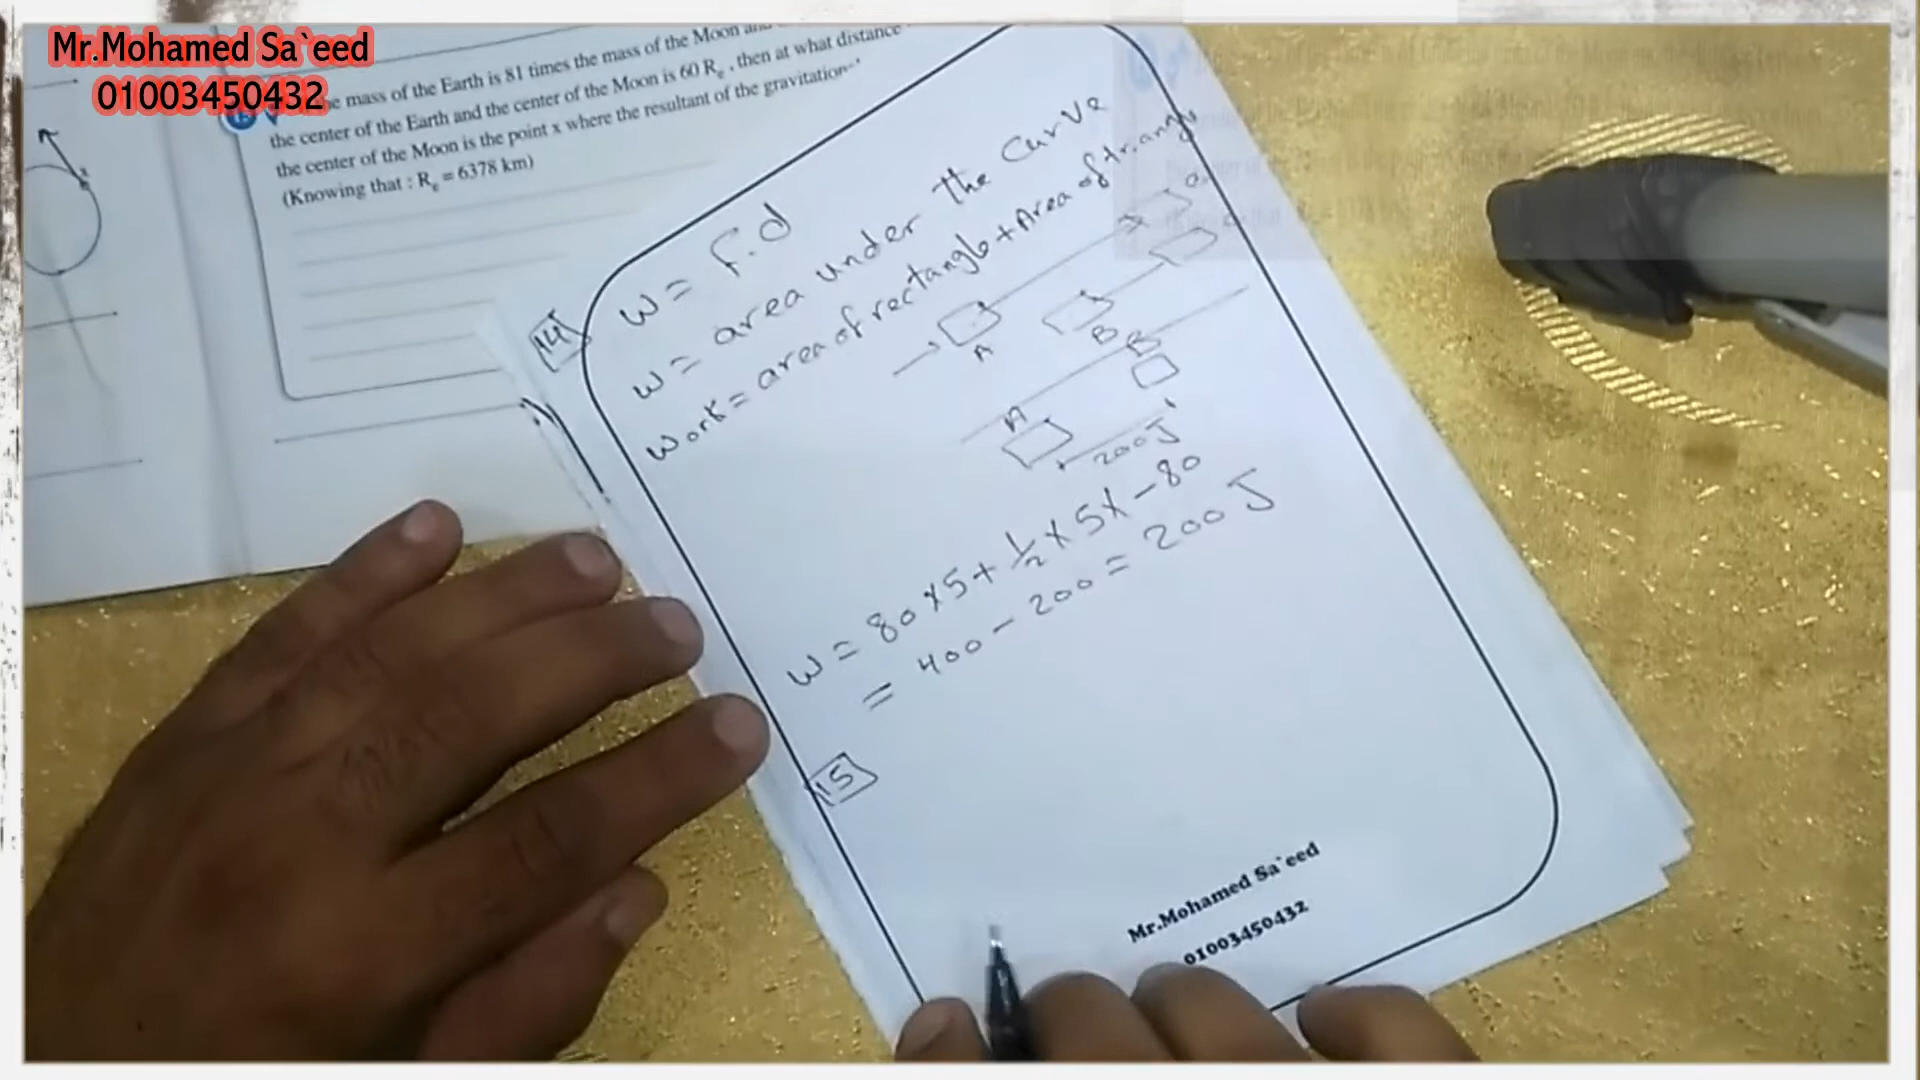 Mr.Mohamed Sa`eed
01003450432
he mass of the Earth is 81 times the mass of the Moon and
the center of the Earth and the center of the Moon is 60 Re , then at what distance
the center of the Moon is the point x where the resultant of the gravitation
(Knowing that : Re = 6378 km)
14
W = F.d
W = area under the Curve
Work = area of rectangle + Area of triangle
A
B
A
B
200 J
W = 80 x 5 + 1/2 x 5 x - 80
= 400 - 200 = 200 J
15
Mr.Mohamed Sa`eed
01003450432